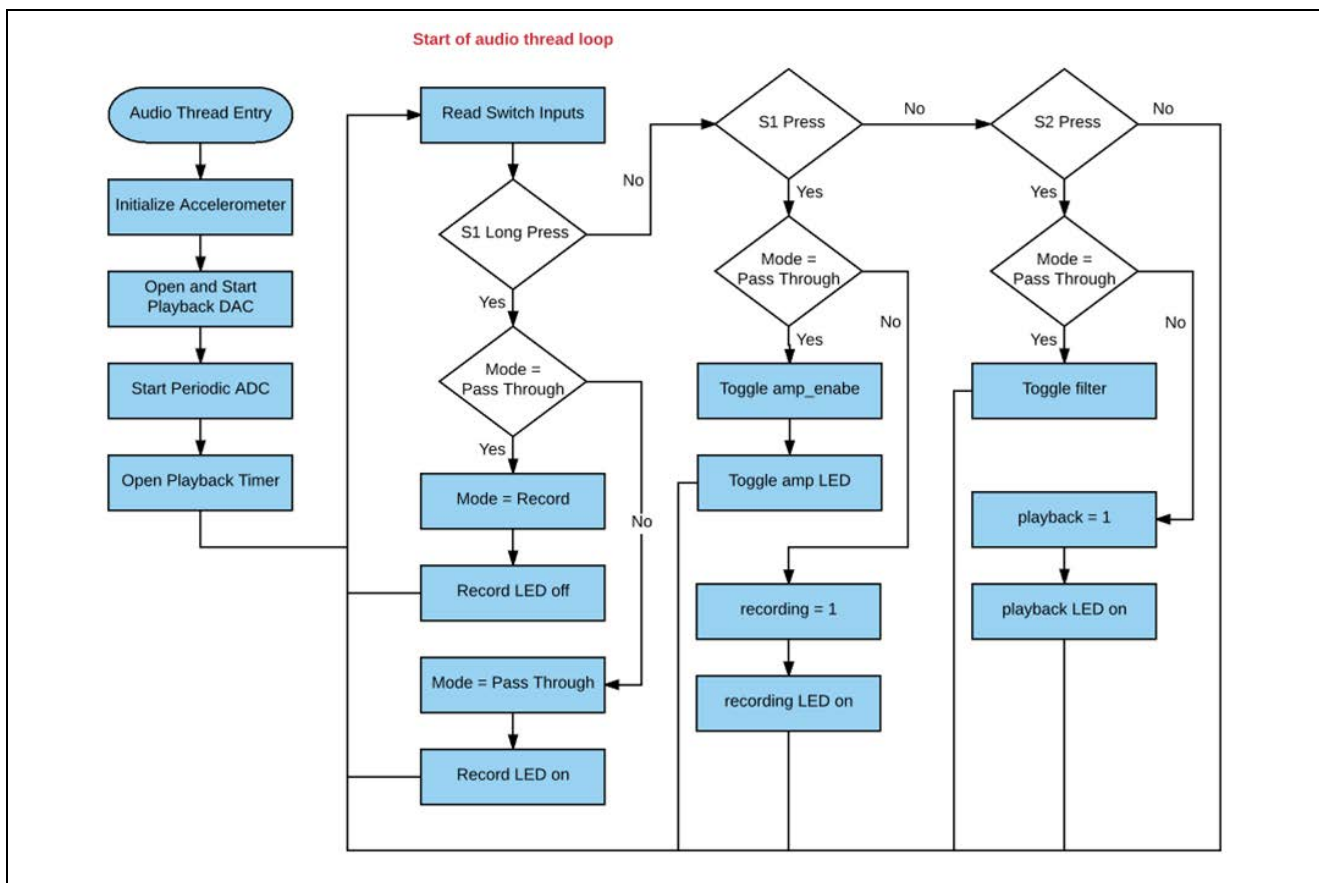 Start of audio thread loop
Audio Thread Entry
Initialize Accelerometer
Open and Start
Playback DAC
Start Periodic ADC
Open Playback Timer
Read Switch Inputs
S1 Long Press
No
Yes
Mode =
Pass Through
No
Yes
Mode = Record
Record LED off
Mode = Pass Through
Record LED on
S1 Press
No
Yes
Mode =
Pass Through
No
Yes
Toggle amp_enabe
Toggle amp LED
recording = 1
recording LED on
S2 Press
No
Yes
Mode =
Pass Through
No
Yes
Toggle filter
playback = 1
playback LED on